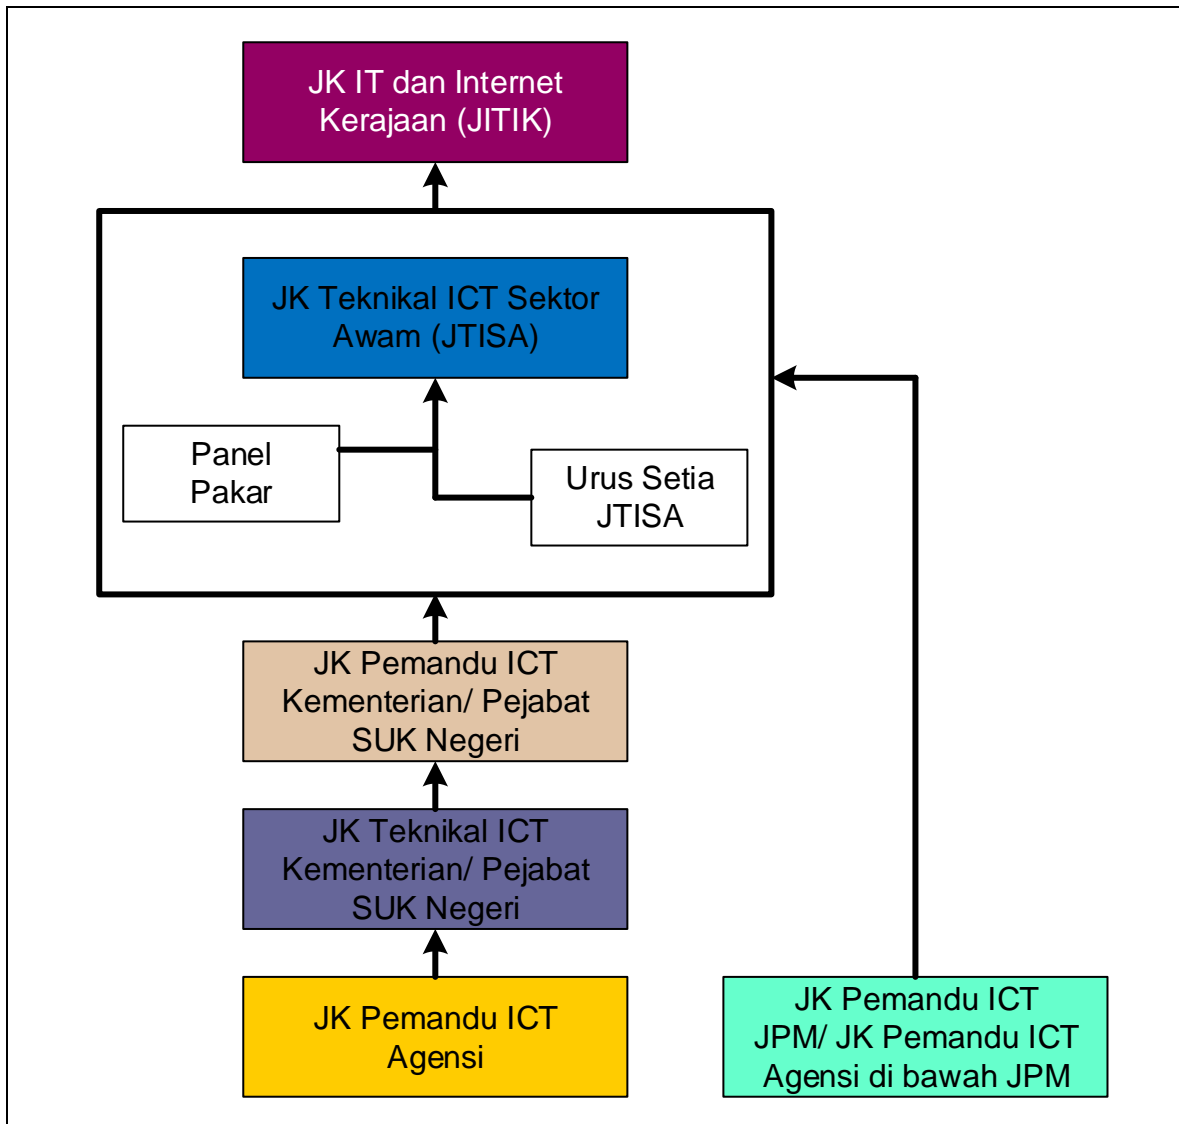 JK IT dan Internet
Kerajaan (JITIK)
JK Teknikal ICT Sektor
Awam (JTISA)
Panel
Pakar
Urus Setia
JTISA
JK Pemandu ICT
Kementerian/ Pejabat
SUK Negeri
JK Teknikal ICT
Kementerian/ Pejabat
SUK Negeri
JK Pemandu ICT
Agensi
JK Pemandu ICT
JPM/ JK Pemandu ICT
Agensi di bawah JPM